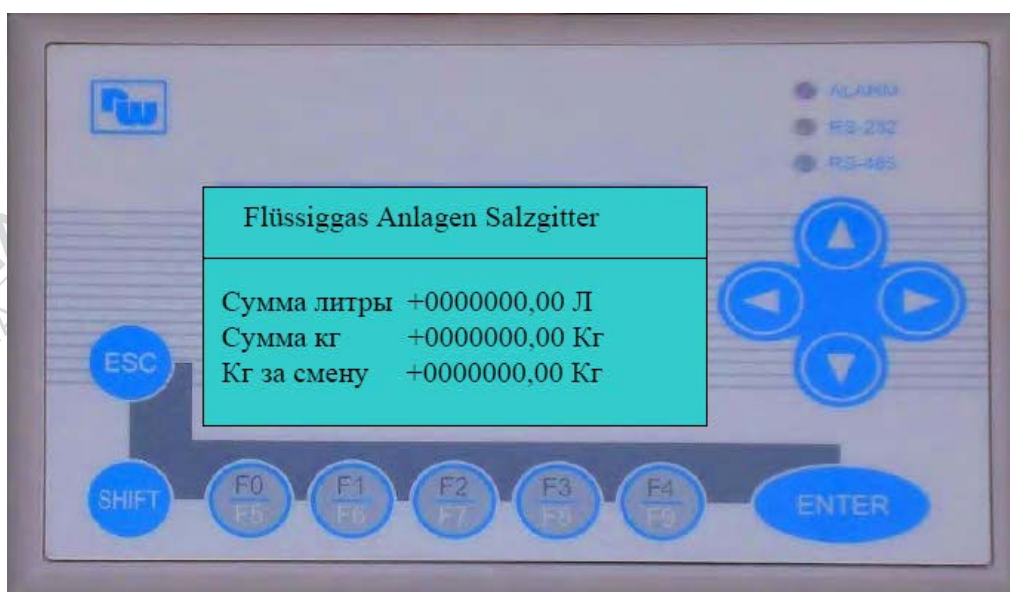 rw
ALARM
RS-232
RS-485
Flüssiggas Anlagen Salzgitter
Сумма литры +0000000,00 Л
Сумма кг +0000000,00 Кг
Кг за смену +0000000,00 Кг
ESC
SHIFT
F0
F5
F1
F6
F2
F7
F3
F8
F4
F9
ENTER